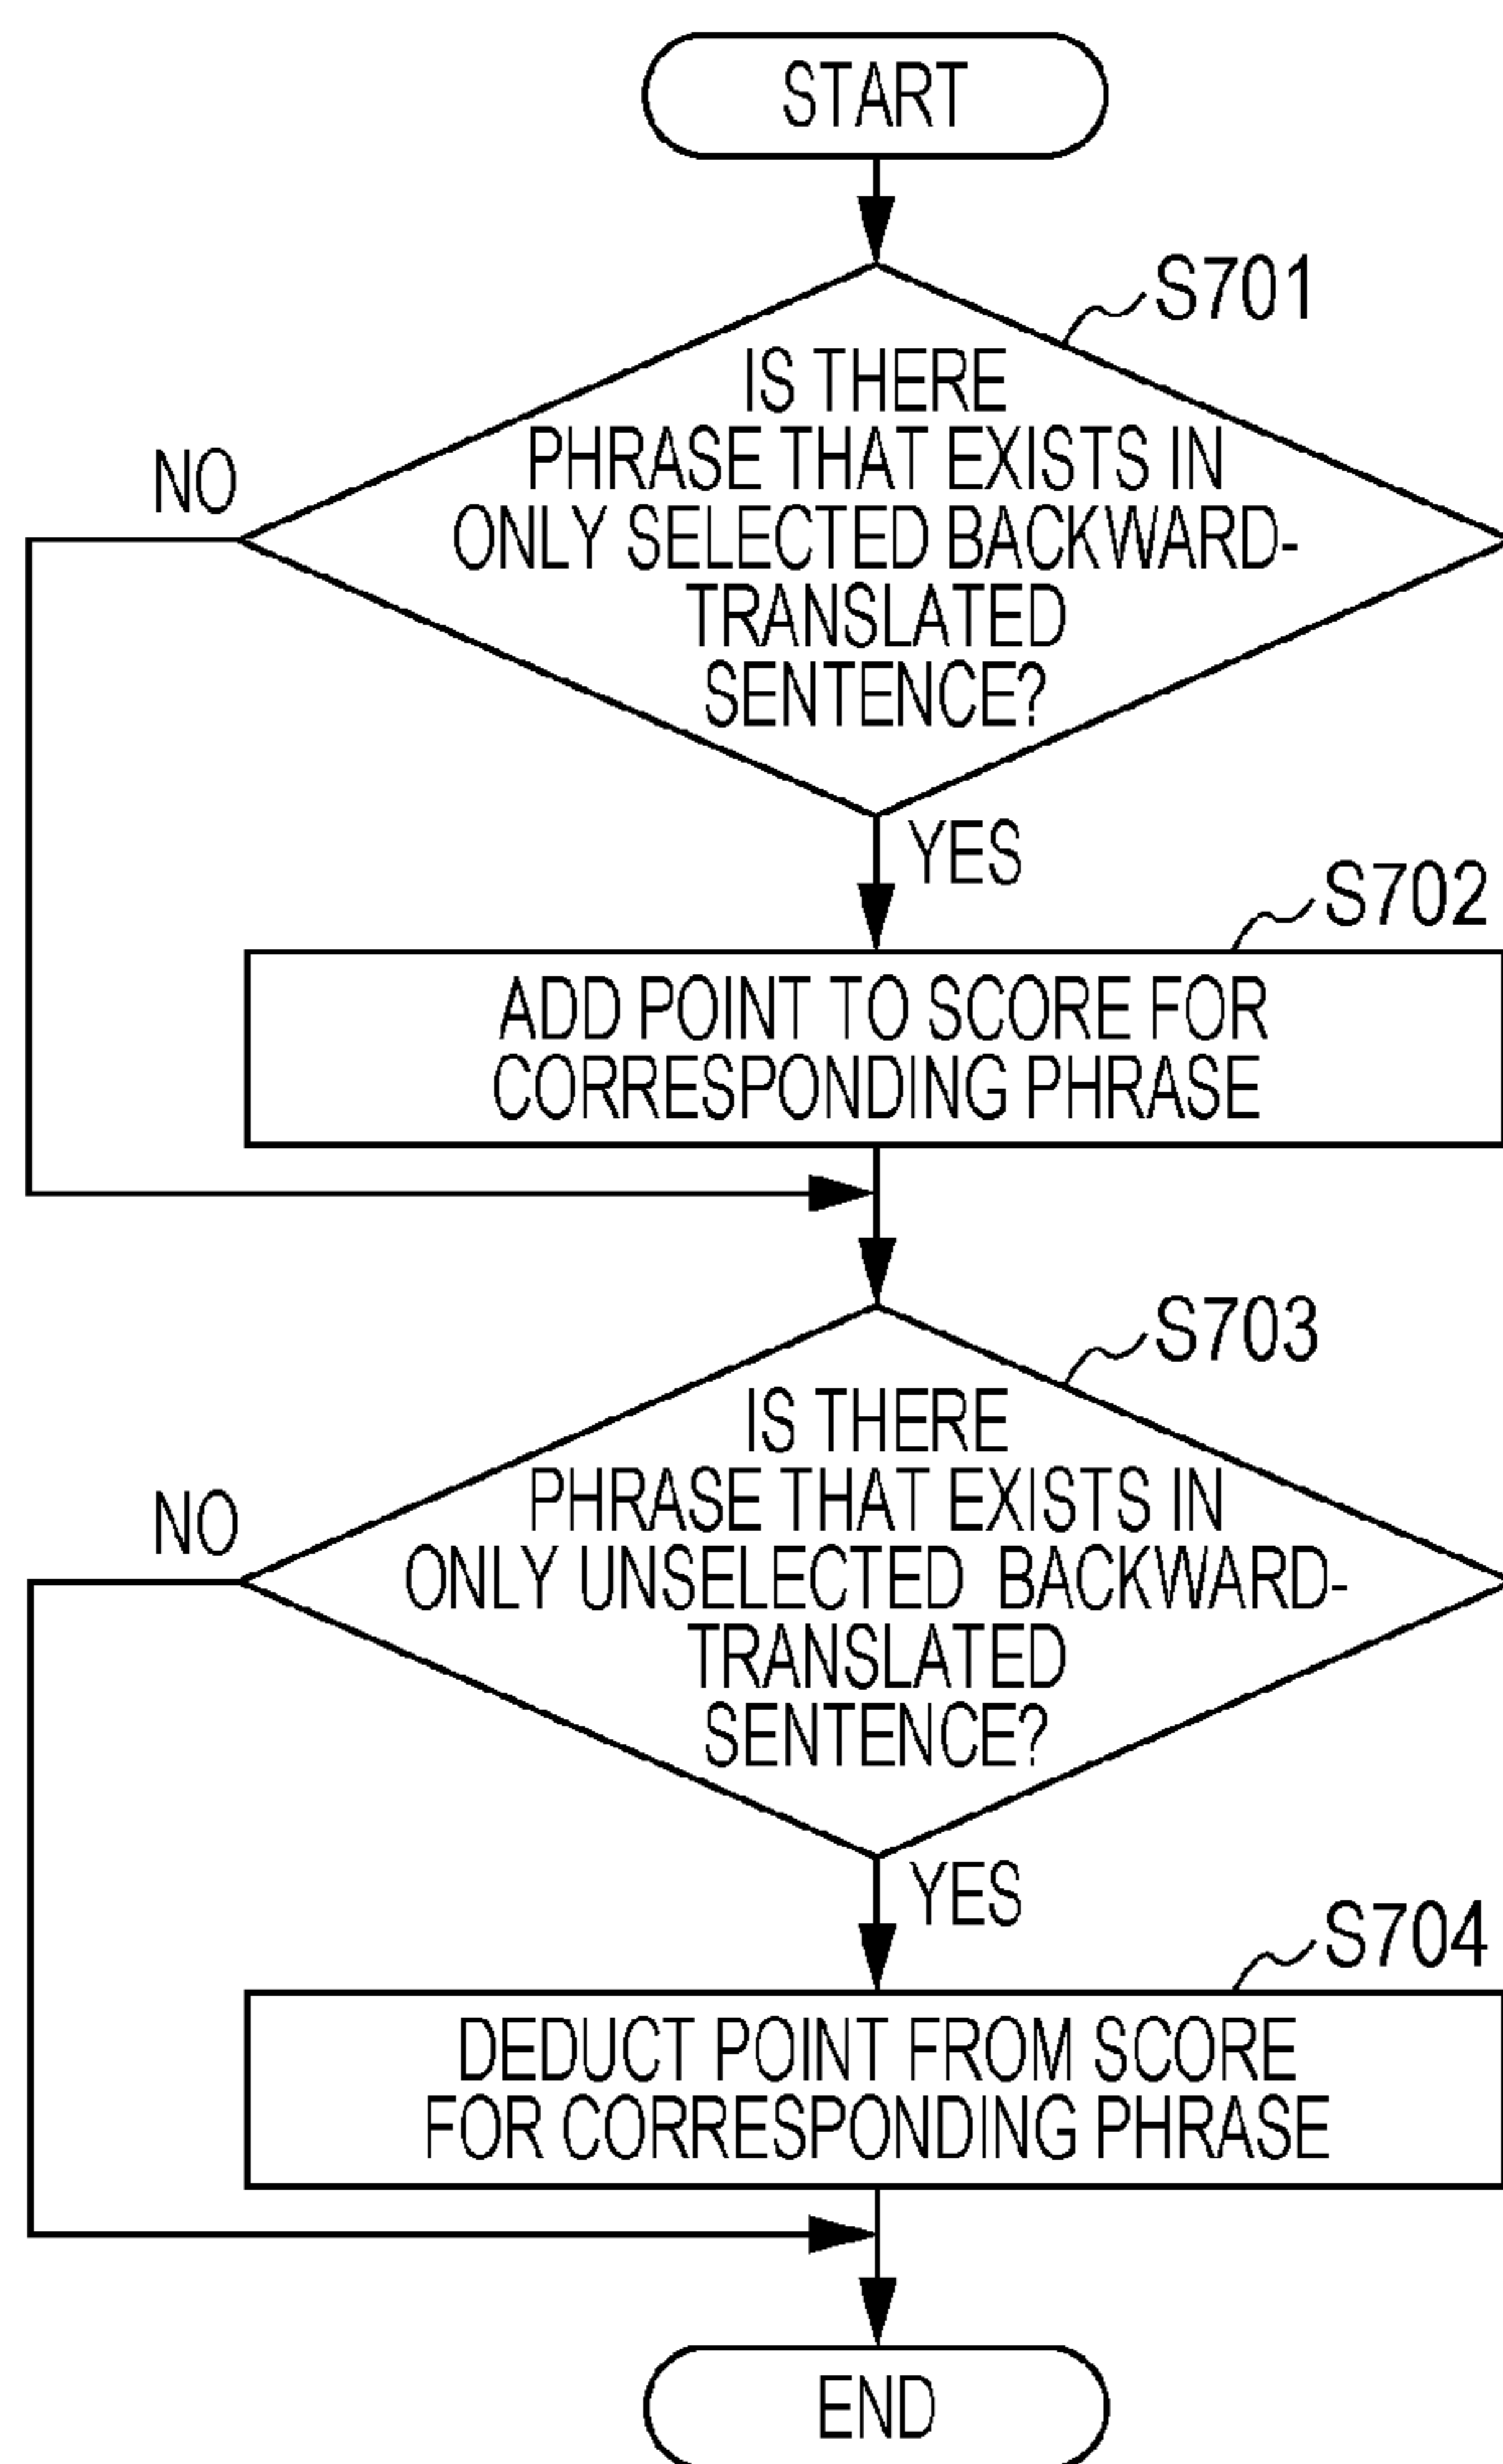 START
S701
IS THERE
PHRASE THAT EXISTS IN
ONLY SELECTED BACKWARD-
TRANSLATED
SENTENCE?
NO
YES
S702
ADD POINT TO SCORE FOR
CORRESPONDING PHRASE
S703
IS THERE
PHRASE THAT EXISTS IN
ONLY UNSELECTED BACKWARD-
TRANSLATED
SENTENCE?
NO
YES
S704
DEDUCT POINT FROM SCORE
FOR CORRESPONDING PHRASE
END